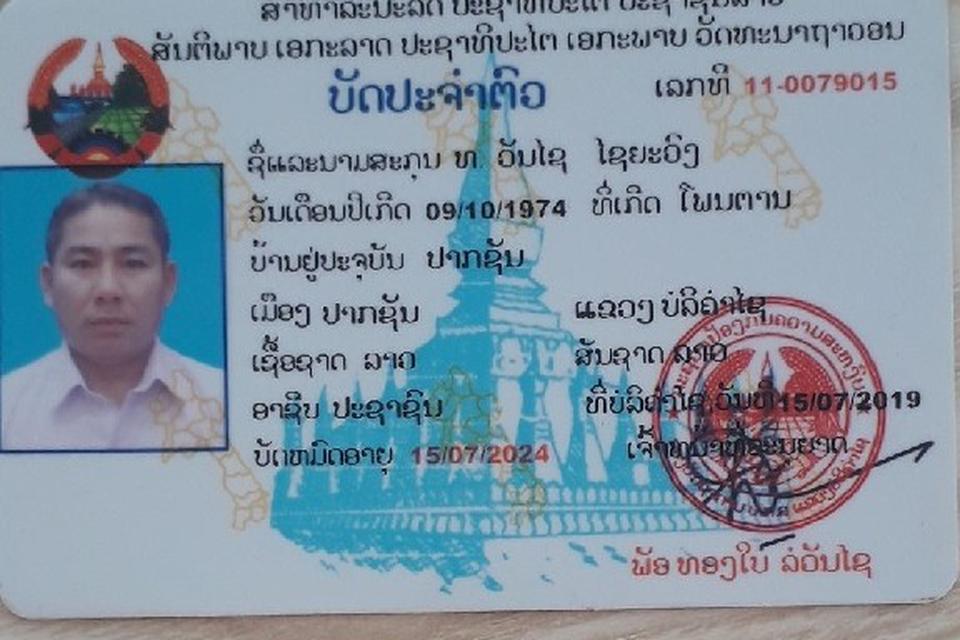 ສາທາລະນະລັດ ປະຊາທິປະໄຕ ປະຊາຊົນລາວ
ສັນຕິພາບ ເອກະລາດ ປະຊາທິປະໄຕ ເອກະພາບ ວັດທະນາຖາວອນ
ບັດປະຈຳຕົວ
ເລກທີ 11-0079015
ຊື່ແລະນາມສະກຸນ ທ ວັນໄຊ ໄຊຍະວົງ
ວັນເດືອນປີເກີດ 09/10/1974 ທີ່ເກີດ ໂພນຕານ
ບ້ານຢູ່ປະຈຸບັນ ປາກຊັນ
ເມືອງ ປາກຊັນ ແຂວງ ບໍລິຄຳໄຊ
ເຊື້ອຊາດ ລາວ ສັນຊາດ ລາວ
ອາຊີບ ປະຊາຊົນ ທີ່ບໍລິຄຳໄຊ ວັນທີ 15/07/2019
ບັດຫມົດອາຍຸ 15/07/2024 ເຈົ້າຫນ້າທີ່ອະນຸຍາດ
ພັອ ທອງໃບ ລໍວັນໄຊ